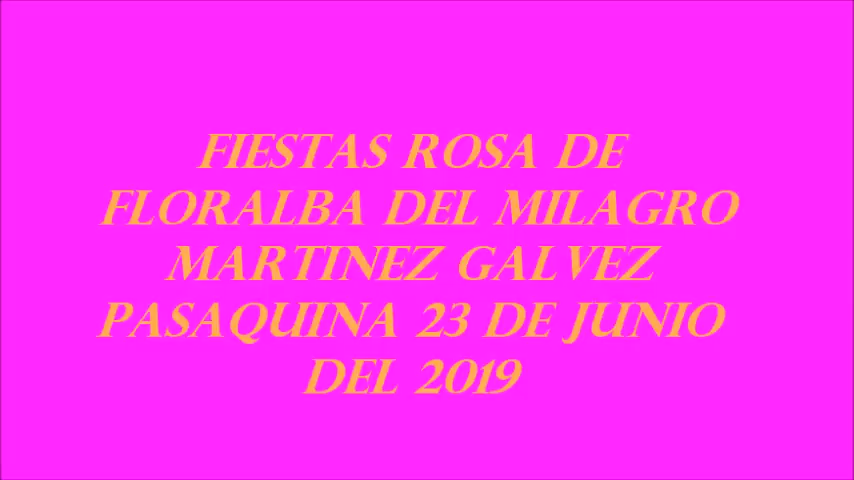 FIESTAS ROSA DE
FLORALBA DEL MILAGRO
MARTINEZ GALVEZ
PASAQUINA 23 DE JUNIO
DEL 2019